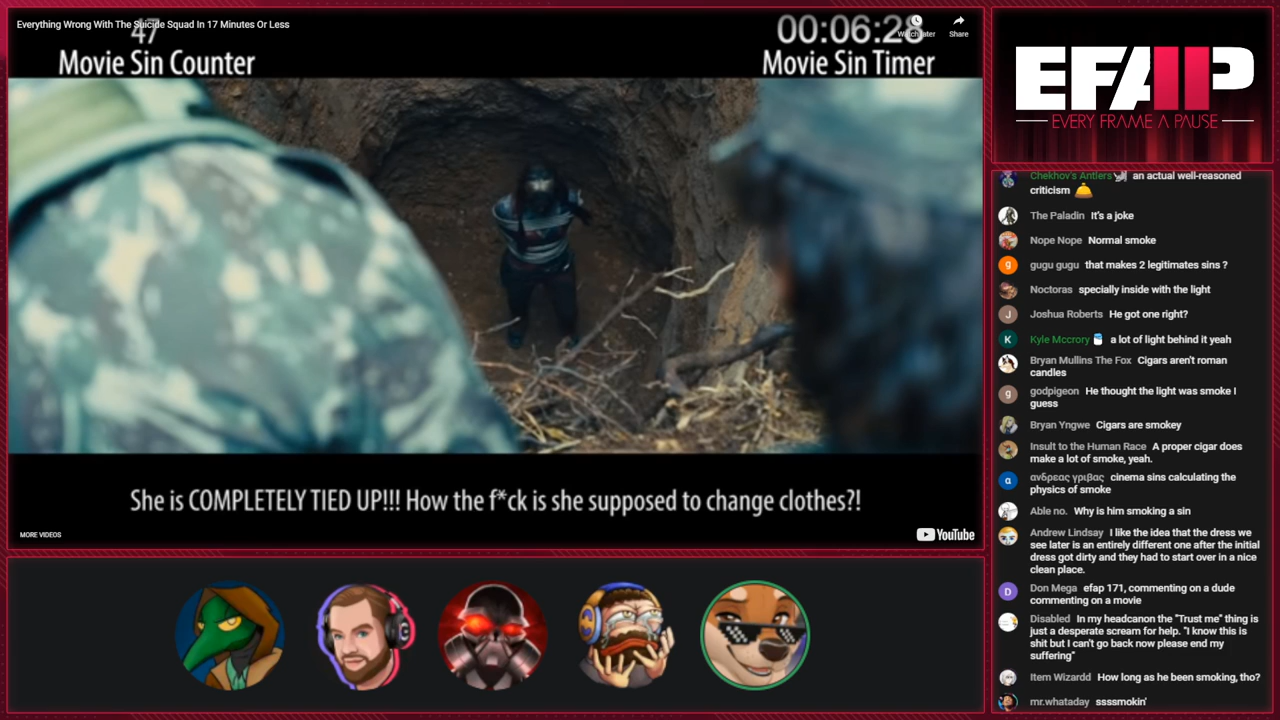 Everything Wrong With The Suicide Squad In 17 Minutes Or Less
47
Movie Sin Counter
00:06:28
Movie Sin Timer
Watch later
Share
She is COMPLETELY TIED UP!!! How the f*ck is she supposed to change clothes?!
MORE VIDEOS
YouTube
EFAP
EVERY FRAME A PAUSE
Chekhov's Antlers an actual well-reasoned
criticism
The Paladin It's a joke
Nope Nope Normal smoke
g
gugu gugu that makes 2 legitimates sins ?
Noctoras specially inside with the light
J
Joshua Roberts He got one right?
K
Kyle Mccrory a lot of light behind it yeah
Bryan Mullins The Fox Cigars aren't roman
candles
g
godpigeon He thought the light was smoke I
guess
Bryan Yngwe Cigars are smokey
Insult to the Human Race A proper cigar does
make a lot of smoke, yeah.
α
ανδρεας γριβας cinema sins calculating the
physics of smoke
Able no. Why is him smoking a sin
Andrew Lindsay I like the idea that the dress we
see later is an entirely different one after the initial
dress got dirty and they had to start over in a nice
clean place.
D
Don Mega efap 171, commenting on a dude
commenting on a movie
Disabled In my headcanon the "Trust me" thing is
just a desperate scream for help. "I know this is
shit but I can't go back now please end my
suffering"
Item Wizardd How long as he been smoking, tho?
mr.whataday ssssmokin'